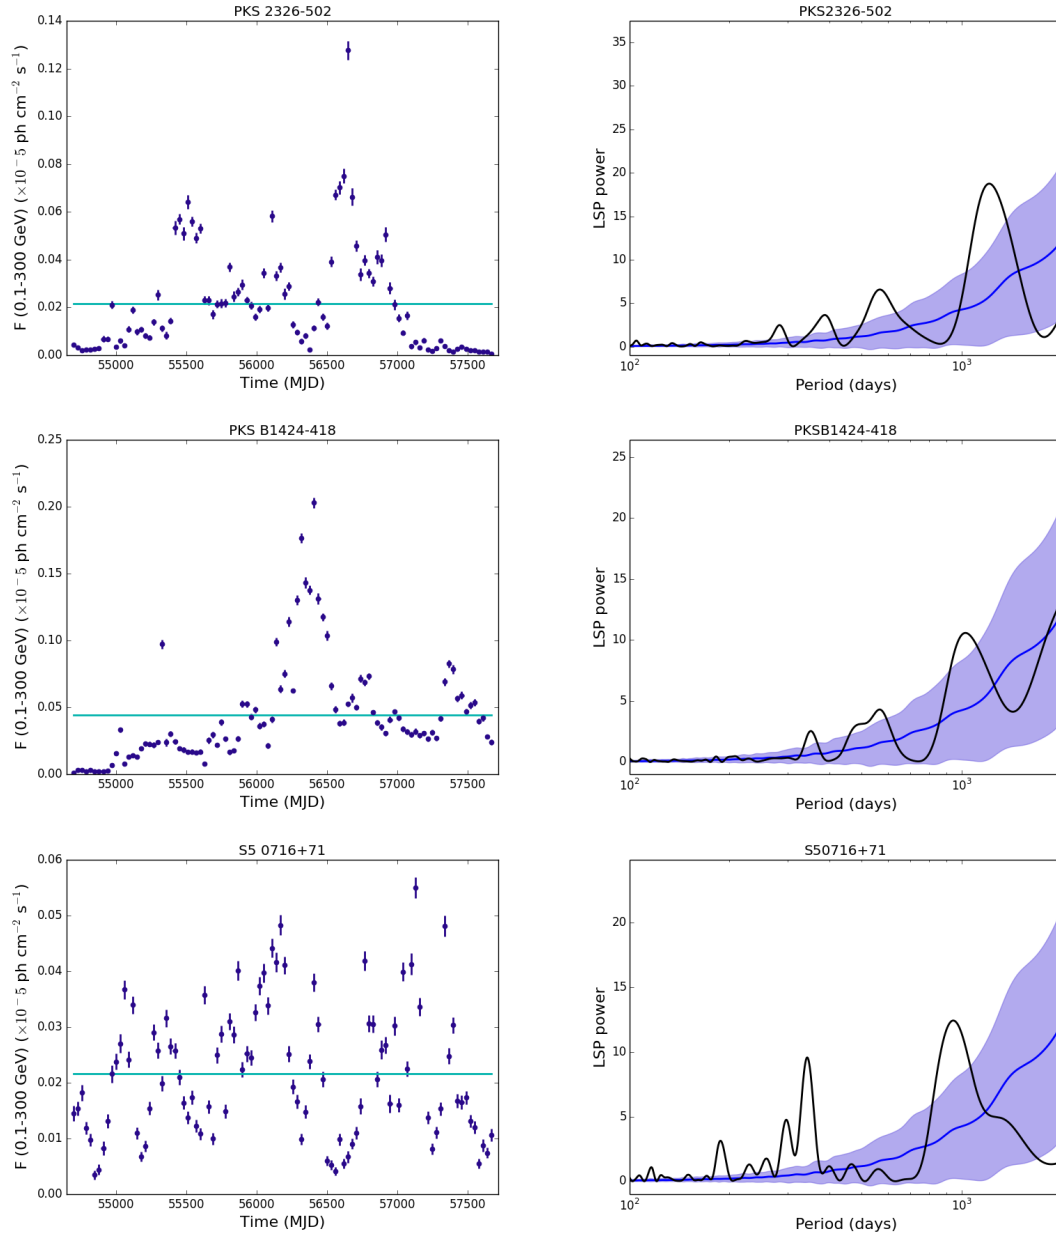 PKS 2326-502
F (0.1-300 GeV) (×10⁻⁵ ph cm⁻² s⁻¹)
0.14
0.12
0.10
0.08
0.06
0.04
0.02
0.00
55000 55500 56000 56500 57000 57500
Time (MJD)
PKS2326-502
LSP power
35
30
25
20
15
10
5
0
10² 10³
Period (days)
PKS B1424-418
F (0.1-300 GeV) (×10⁻⁵ ph cm⁻² s⁻¹)
0.25
0.20
0.15
0.10
0.05
0.00
55000 55500 56000 56500 57000 57500
Time (MJD)
PKSB1424-418
LSP power
25
20
15
10
5
0
10² 10³
Period (days)
S5 0716+71
F (0.1-300 GeV) (×10⁻⁵ ph cm⁻² s⁻¹)
0.06
0.05
0.04
0.03
0.02
0.01
0.00
55000 55500 56000 56500 57000 57500
Time (MJD)
S50716+71
LSP power
20
15
10
5
0
10² 10³
Period (days)